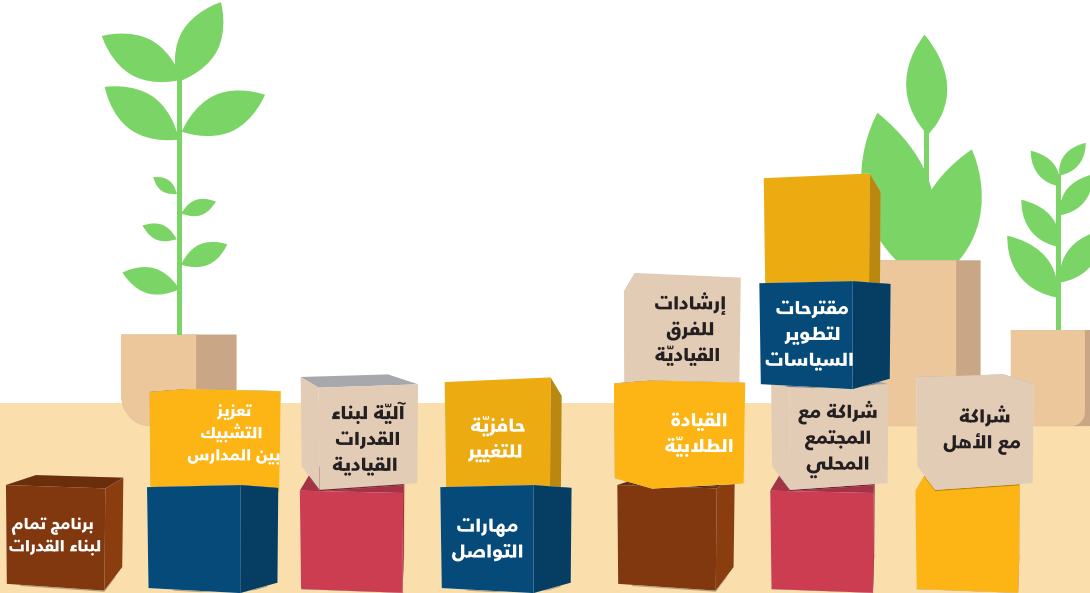 مقترحات
لتطوير
السياسات
إرشادات
للفرق
القياديّة
شراكة
مع الأهل
شراكة مع
المجتمع
المحلي
القيادة
الطلابيّة
حافزيّة
للتغيير
آليّة لبناء
القدرات
القيادية
تعزيز
التشبيك
بين المدارس
مهارات
التواصل
برنامج تمام
لبناء القدرات